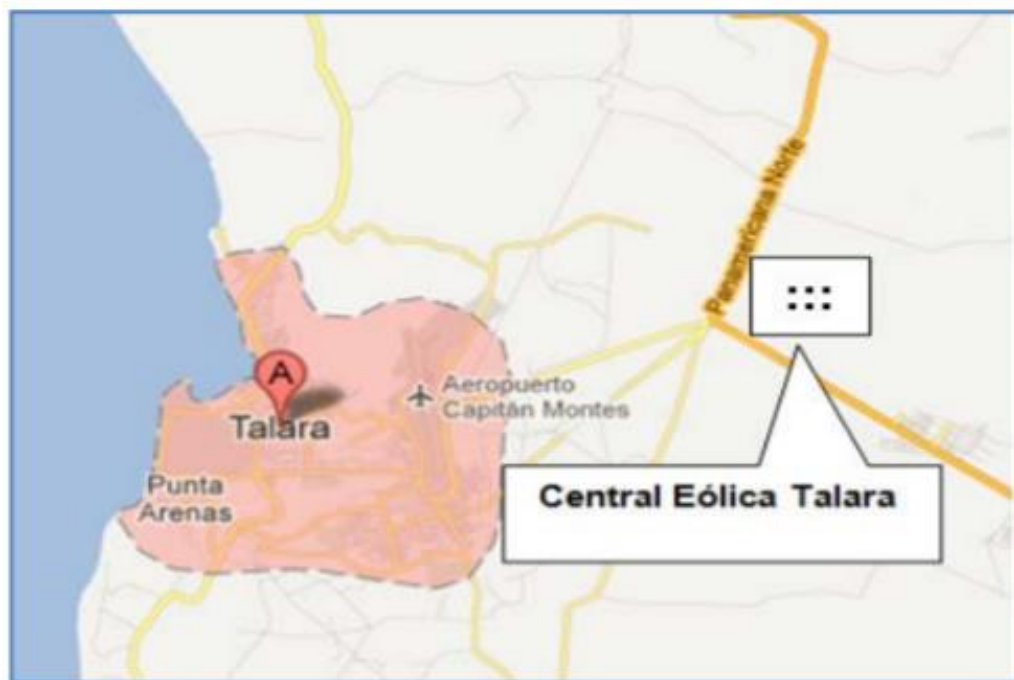 Panamericana Norte
A
Talara
Aeropuerto
Capitán Montes
Punta
Arenas
Central Eólica Talara